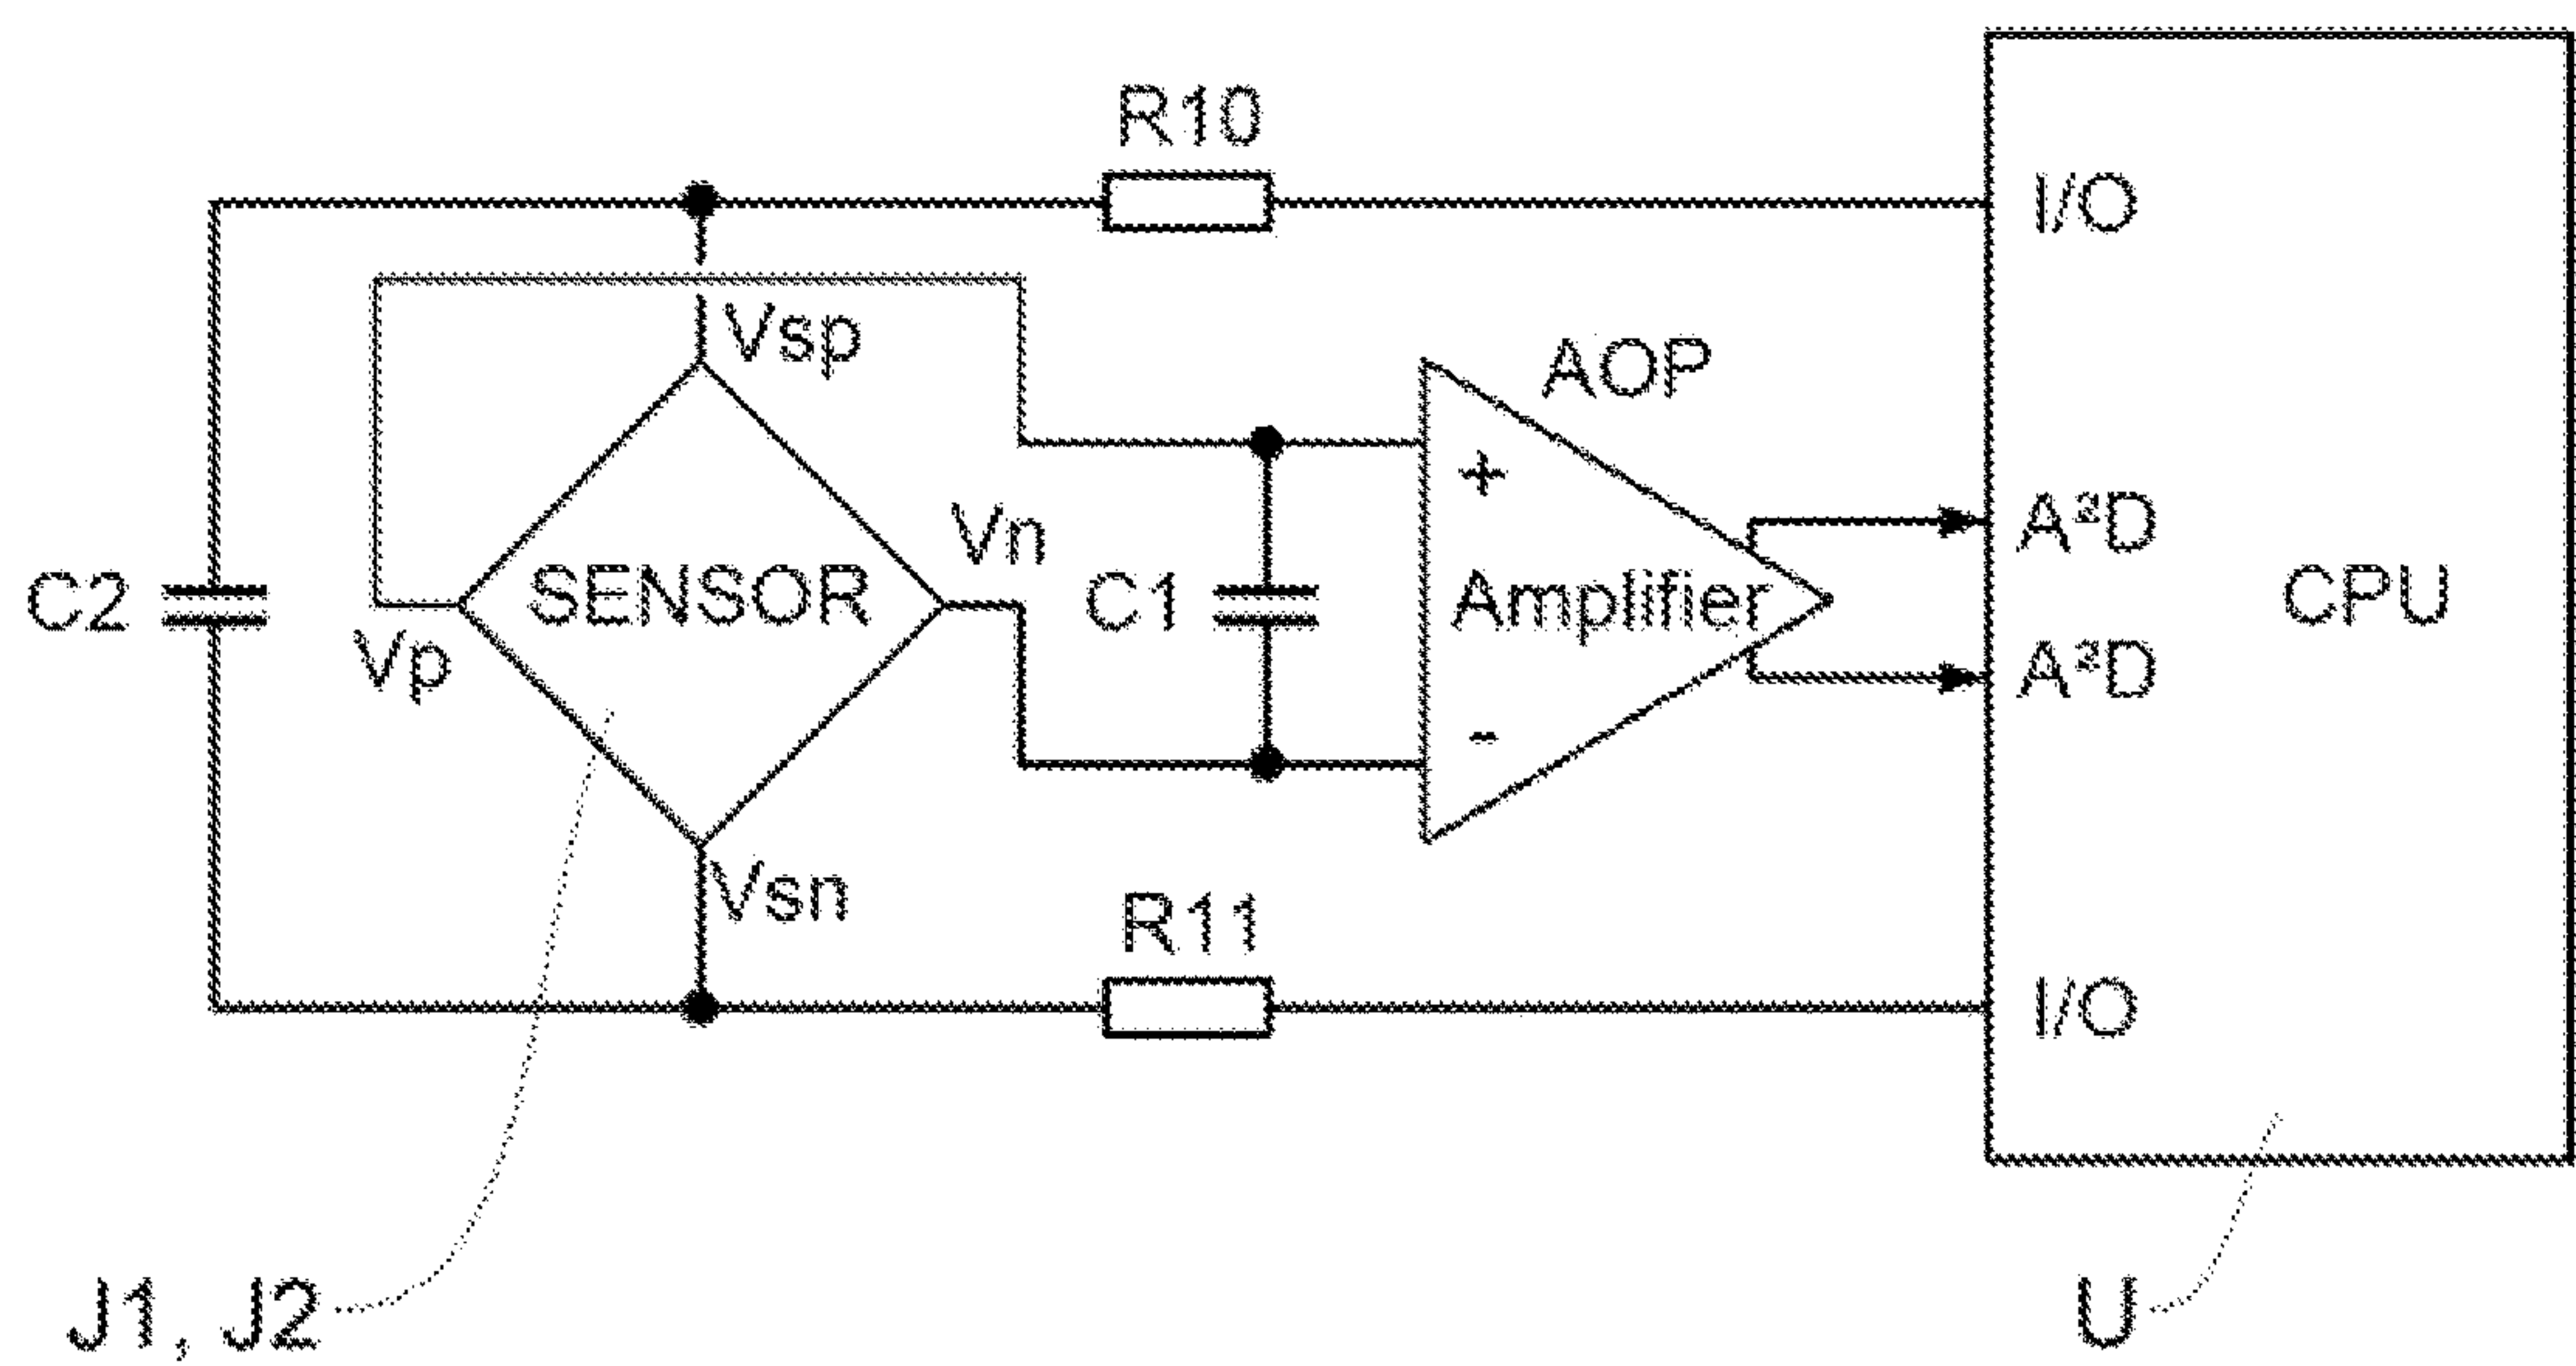 R10
I/O
Vsp
AOP
+
Vn
A²D
C2
SENSOR
C1
Amplifier
CPU
Vp
A²D
-
Vsn
R11
I/O
J1, J2
U